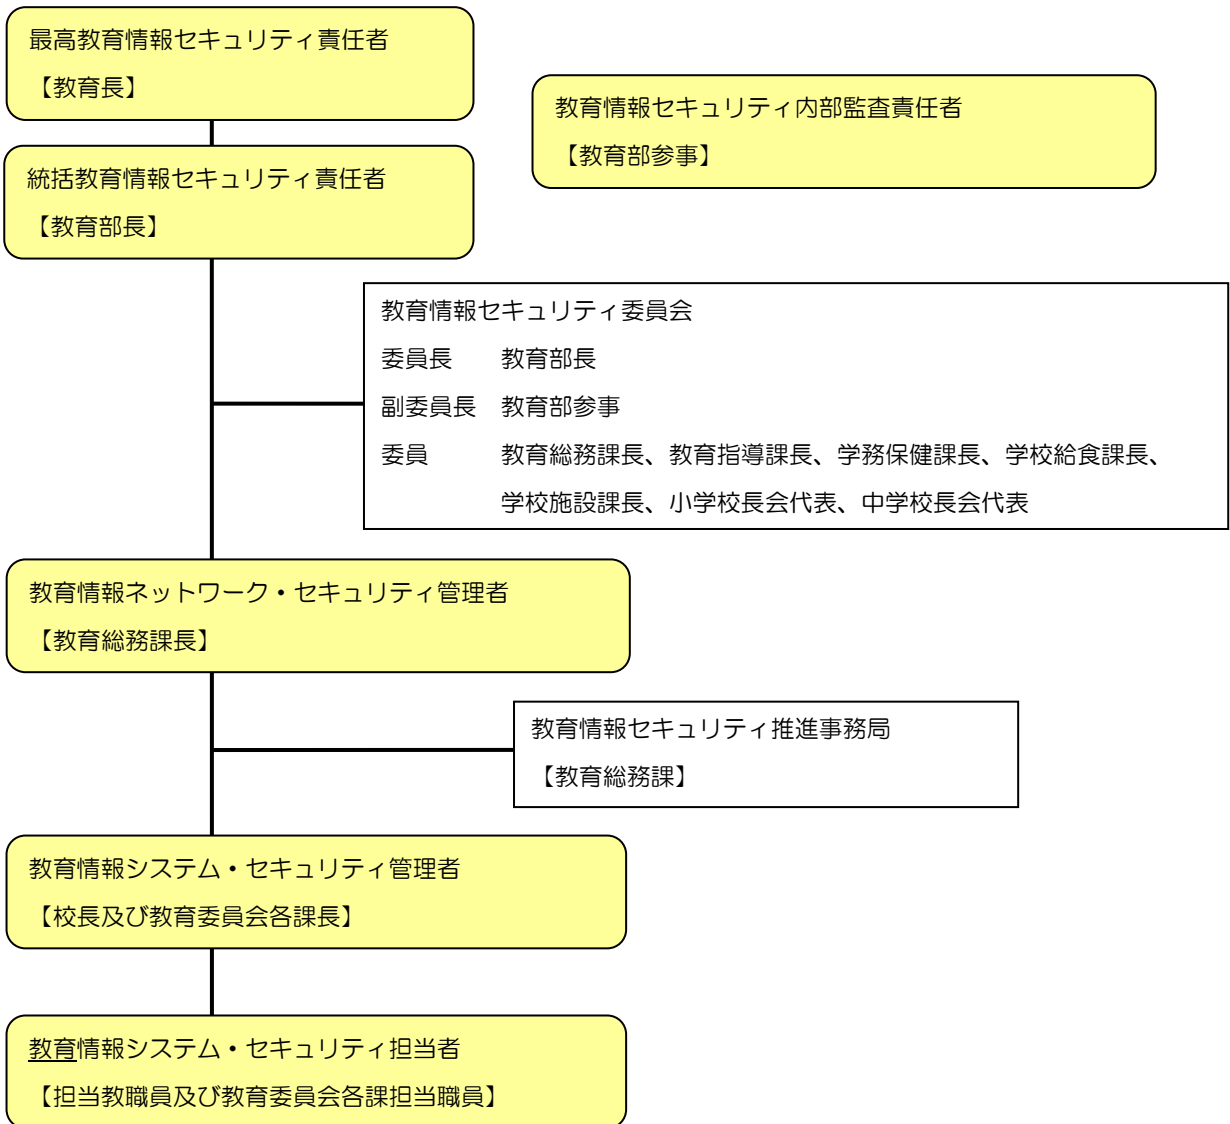 最高教育情報セキュリティ責任者
【教育長】
教育情報セキュリティ内部監査責任者
【教育部参事】
統括教育情報セキュリティ責任者
【教育部長】
教育情報セキュリティ委員会
委員長　　教育部長
副委員長　教育部参事
委員　　　教育総務課長、教育指導課長、学務保健課長、学校給食課長、
学校施設課長、小学校長会代表、中学校長会代表
教育情報ネットワーク・セキュリティ管理者
【教育総務課長】
教育情報セキュリティ推進事務局
【教育総務課】
教育情報システム・セキュリティ管理者
【校長及び教育委員会各課長】
教育情報システム・セキュリティ担当者
【担当教職員及び教育委員会各課担当職員】